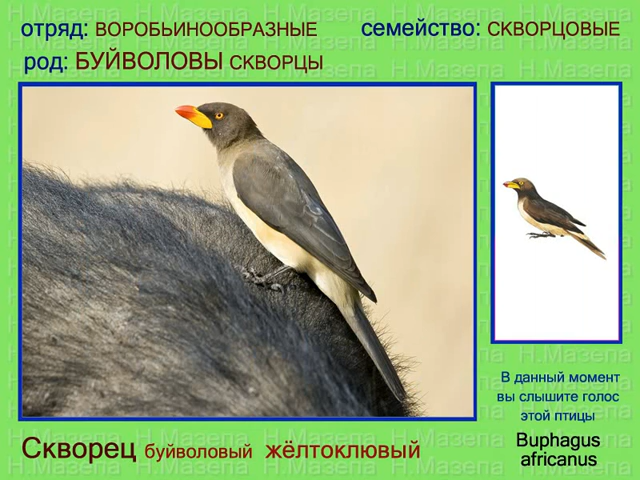 отряд: ВОРОБЬИНООБРАЗНЫЕ семейство: СКВОРЦОВЫЕ
род: БУЙВОЛОВЫ СКВОРЦЫ
В данный момент
вы слышите голос
этой птицы
Buphagus
africanus
Скворец буйволовый жёлтоклювый
Н.Мазепа